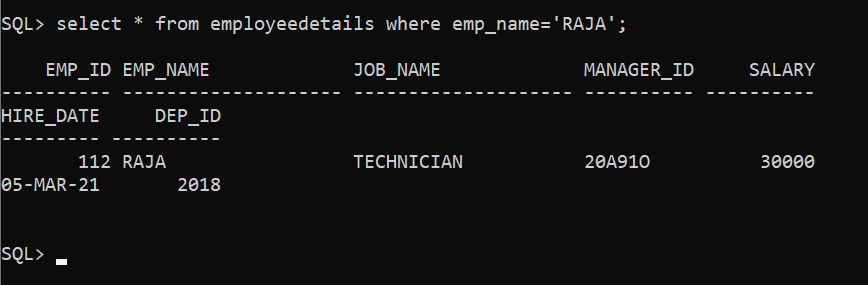 SQL> select * from employeedetails where emp_name='RAJA';
    EMP_ID EMP_NAME             JOB_NAME             MANAGER_ID     SALARY
---------- -------------------- -------------------- ---------- ----------
HIRE_DATE     DEP_ID
--------- ----------
       112 RAJA                 TECHNICIAN           20A91O          30000
05-MAR-21       2018
SQL>